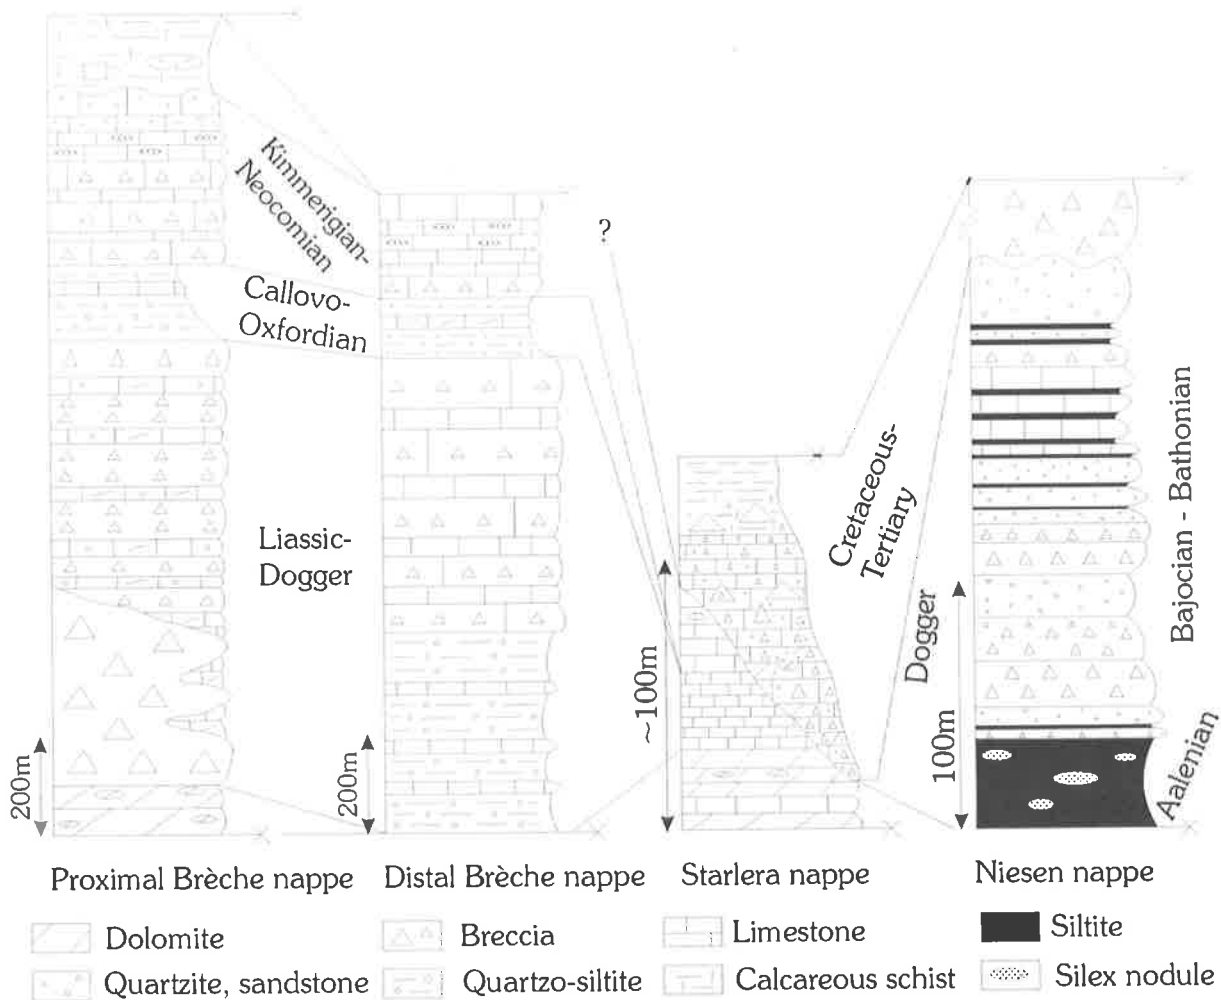 Kimmerigian-
Neocomian
Callovo-
Oxfordian
Liassic-
Dogger
?
Cretaceous-
Tertiary
Dogger
Bajocian - Bathonian
Aalenian
200m
200m
~100m
100m
Proximal Brèche nappe
Distal Brèche nappe
Starlera nappe
Niesen nappe
Dolomite
Breccia
Limestone
Siltite
Quartzite, sandstone
Quartzo-siltite
Calcareous schist
Silex nodule